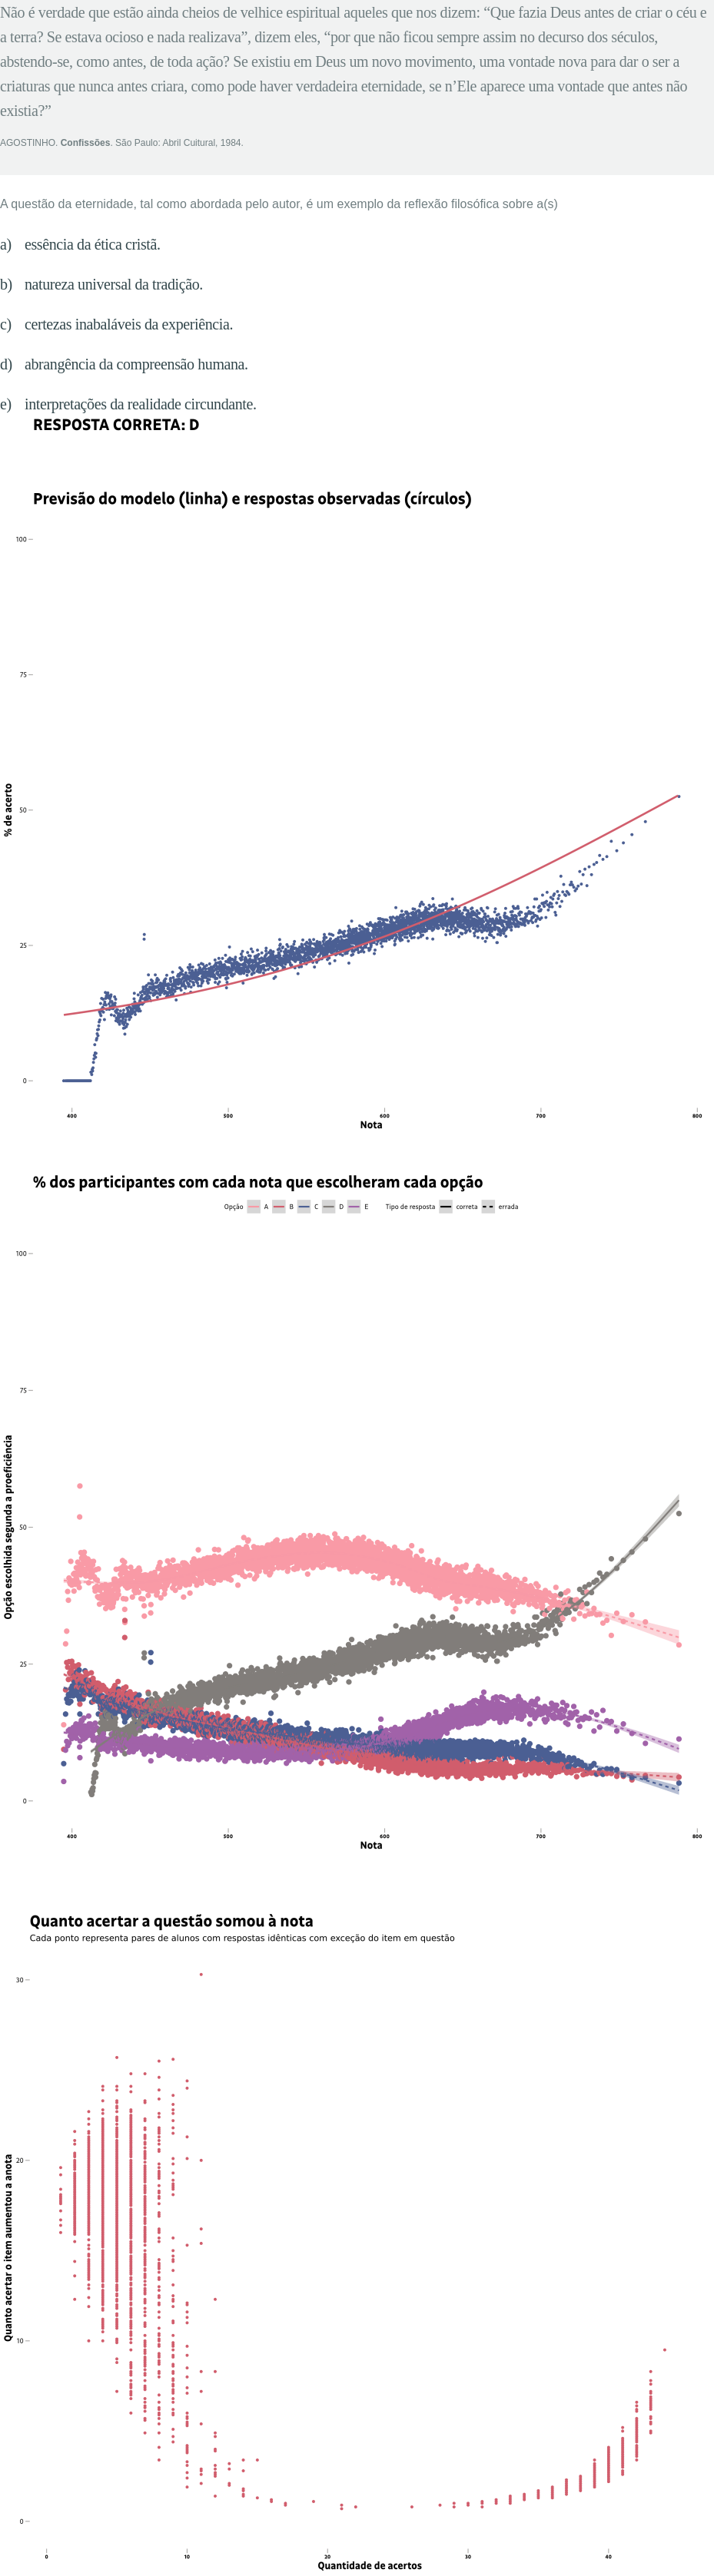 Não é verdade que estão ainda cheios de velhice espiritual aqueles que nos dizem: “Que fazia Deus antes de criar o céu e
a terra? Se estava ocioso e nada realizava”, dizem eles, “por que não ficou sempre assim no decurso dos séculos,
abstendo-se, como antes, de toda ação? Se existiu em Deus um novo movimento, uma vontade nova para dar o ser a
criaturas que nunca antes criara, como pode haver verdadeira eternidade, se n’Ele aparece uma vontade que antes não
existia?”
AGOSTINHO. Confissões. São Paulo: Abril Cuitural, 1984.
A questão da eternidade, tal como abordada pelo autor, é um exemplo da reflexão filosófica sobre a(s)
a) essência da ética cristã.
b) natureza universal da tradição.
c) certezas inabaláveis da experiência.
d) abrangência da compreensão humana.
e) interpretações da realidade circundante.
RESPOSTA CORRETA: D
Previsão do modelo (linha) e respostas observadas (círculos)
100
75
50
25
0
% de acerto
400 500 600 700 800
Nota
% dos participantes com cada nota que escolheram cada opção
Opção A B C D E Tipo de resposta correta errada
100
75
50
25
0
Opção escolhida segunda a proeficiência
400 500 600 700 800
Nota
Quanto acertar a questão somou à nota
Cada ponto representa pares de alunos com respostas idênticas com exceção do item em questão
30
20
10
0
Quanto acertar o item aumentou a anota
0 10 20 30 40
Quantidade de acertos